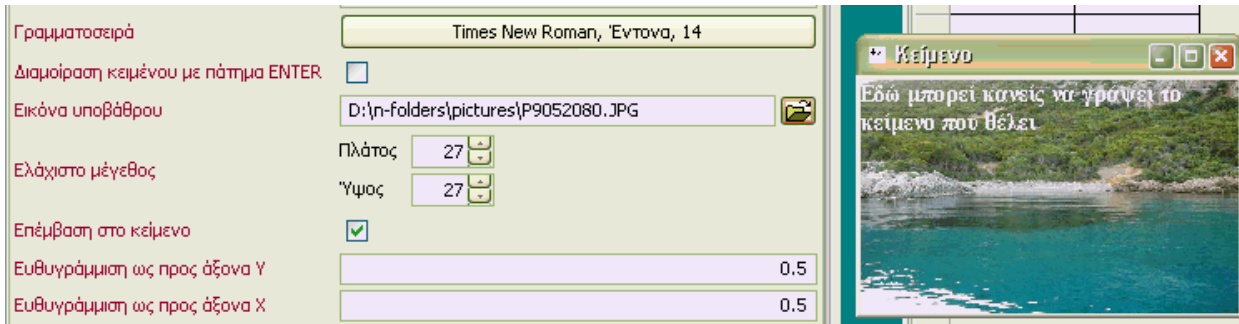 Γραμματοσειρά
Times New Roman, Έντονα, 14
Διαμοίραση κειμένου με πάτημα ENTER
Εικόνα υποβάθρου
D:\n-folders\pictures\P9052080.JPG
Ελάχιστο μέγεθος
Πλάτος 27
Ύψος 27
Επέμβαση στο κείμενο
Ευθυγράμμιση ως προς άξονα Y
0.5
Ευθυγράμμιση ως προς άξονα X
0.5
Κείμενο
Εδώ μπορεί κανείς να γράψει το
κείμενο που θέλει